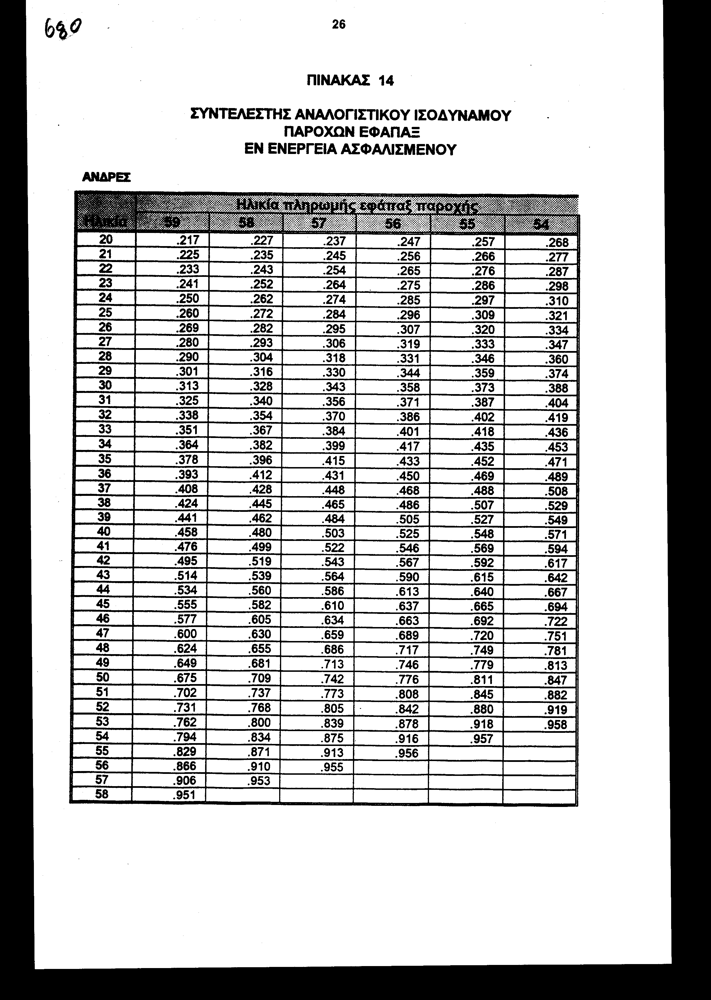 680
26
ΠΙΝΑΚΑΣ 14
ΣΥΝΤΕΛΕΣΤΗΣ ΑΝΑΛΟΓΙΣΤΙΚΟΥ ΙΣΟΔΥΝΑΜΟΥ
ΠΑΡΟΧΩΝ ΕΦΑΠΑΞ
ΕΝ ΕΝΕΡΓΕΙΑ ΑΣΦΑΛΙΣΜΕΝΟΥ
ΑΝΔΡΕΣ
Ηλικία πληρωμής εφάπαξ παροχής
Ηλικία 59 58 57 56 55 54
20 .217 .227 .237 .247 .257 .268
21 .225 .235 .245 .256 .266 .277
22 .233 .243 .254 .265 .276 .287
23 .241 .252 .264 .275 .286 .298
24 .250 .262 .274 .285 .297 .310
25 .260 .272 .284 .296 .309 .321
26 .269 .282 .295 .307 .320 .334
27 .280 .293 .306 .319 .333 .347
28 .290 .304 .318 .331 .346 .360
29 .301 .316 .330 .344 .359 .374
30 .313 .328 .343 .358 .373 .388
31 .325 .340 .356 .371 .387 .404
32 .338 .354 .370 .386 .402 .419
33 .351 .367 .384 .401 .418 .436
34 .364 .382 .399 .417 .435 .453
35 .378 .396 .415 .433 .452 .471
36 .393 .412 .431 .450 .469 .489
37 .408 .428 .448 .468 .488 .508
38 .424 .445 .465 .486 .507 .529
39 .441 .462 .484 .505 .527 .549
40 .458 .480 .503 .525 .548 .571
41 .476 .499 .522 .546 .569 .594
42 .495 .519 .543 .567 .592 .617
43 .514 .539 .564 .590 .615 .642
44 .534 .560 .586 .613 .640 .667
45 .555 .582 .610 .637 .665 .694
46 .577 .605 .634 .663 .692 .722
47 .600 .630 .659 .689 .720 .751
48 .624 .655 .686 .717 .749 .781
49 .649 .681 .713 .746 .779 .813
50 .675 .709 .742 .776 .811 .847
51 .702 .737 .773 .808 .845 .882
52 .731 .768 .805 .842 .880 .919
53 .762 .800 .839 .878 .918 .958
54 .794 .834 .875 .916 .957
55 .829 .871 .913 .956
56 .866 .910 .955
57 .906 .953
58 .951